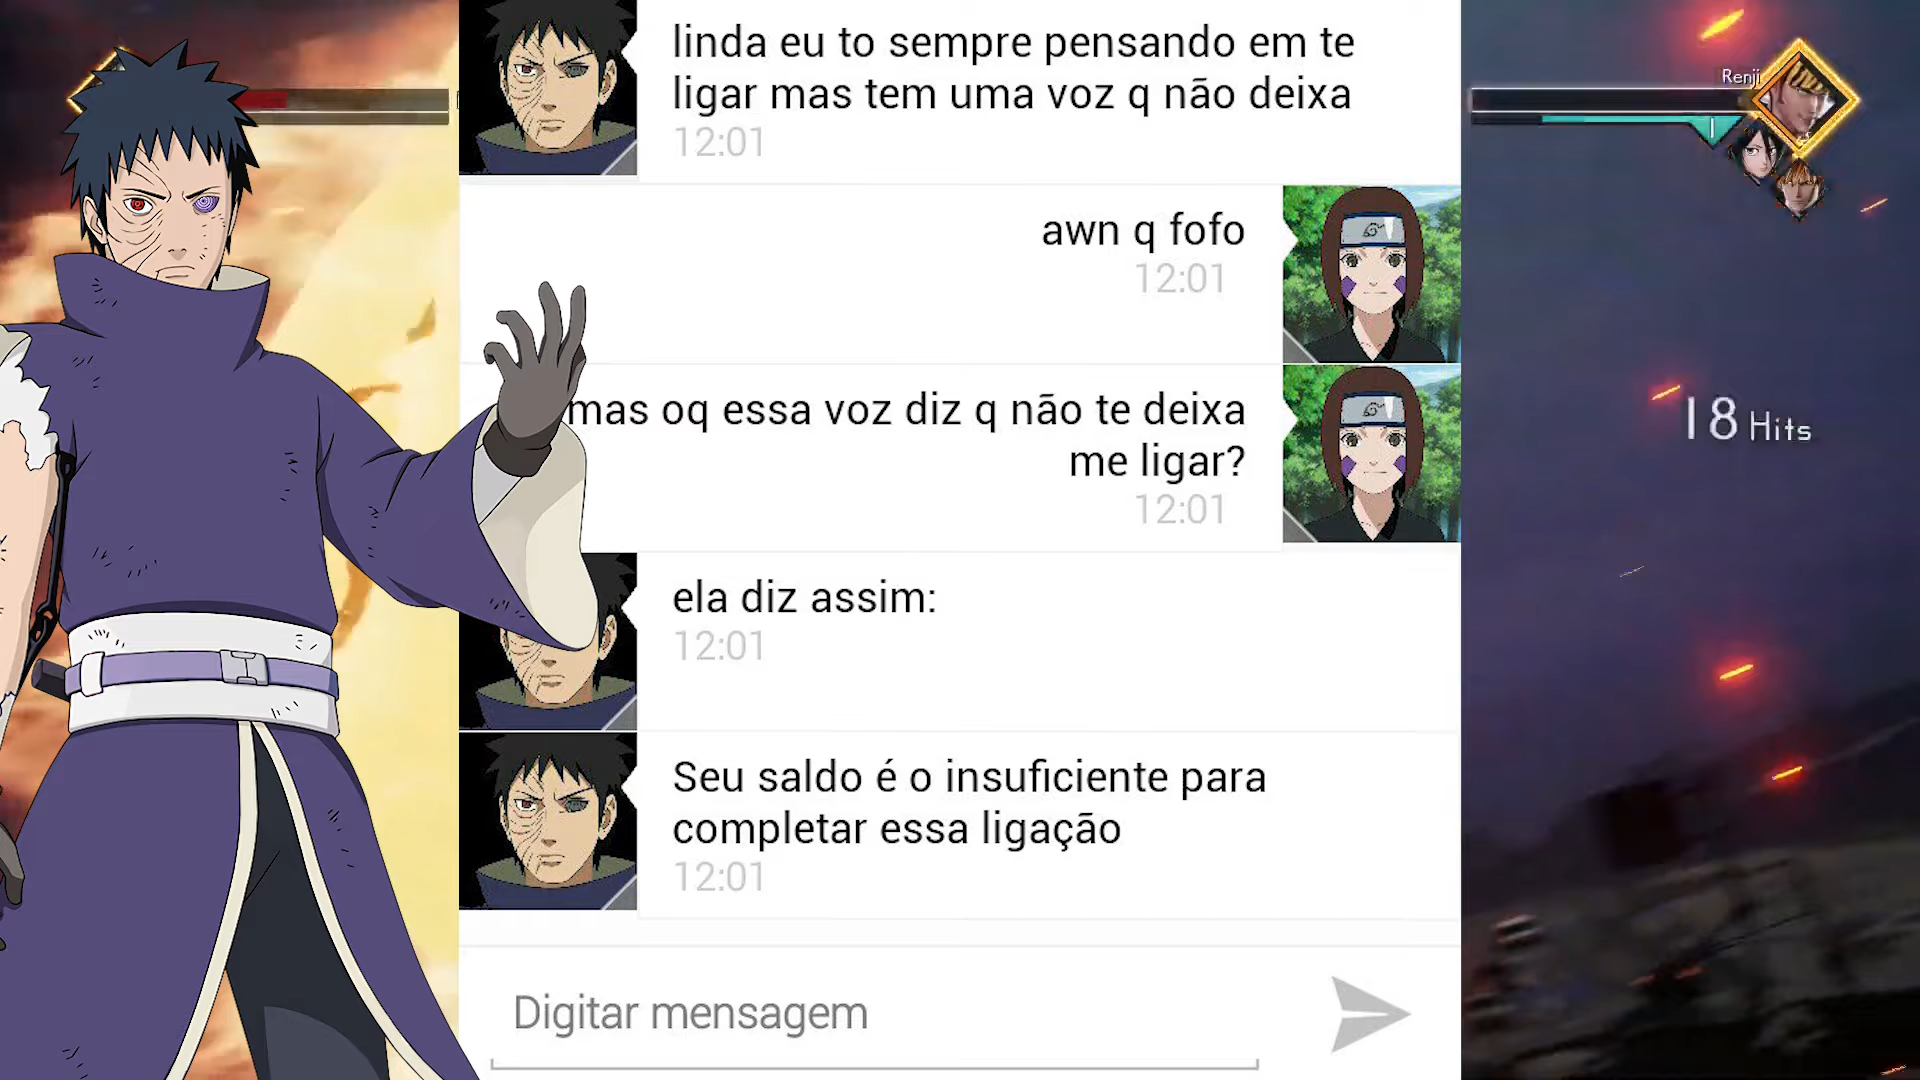 linda eu to sempre pensando em te
ligar mas tem uma voz q não deixa
12:01
awn q fofo
12:01
mas oq essa voz diz q não te deixa
me ligar?
12:01
ela diz assim:
12:01
Seu saldo é o insuficiente para
completar essa ligação
12:01
Digitar mensagem
Renji
18 Hits